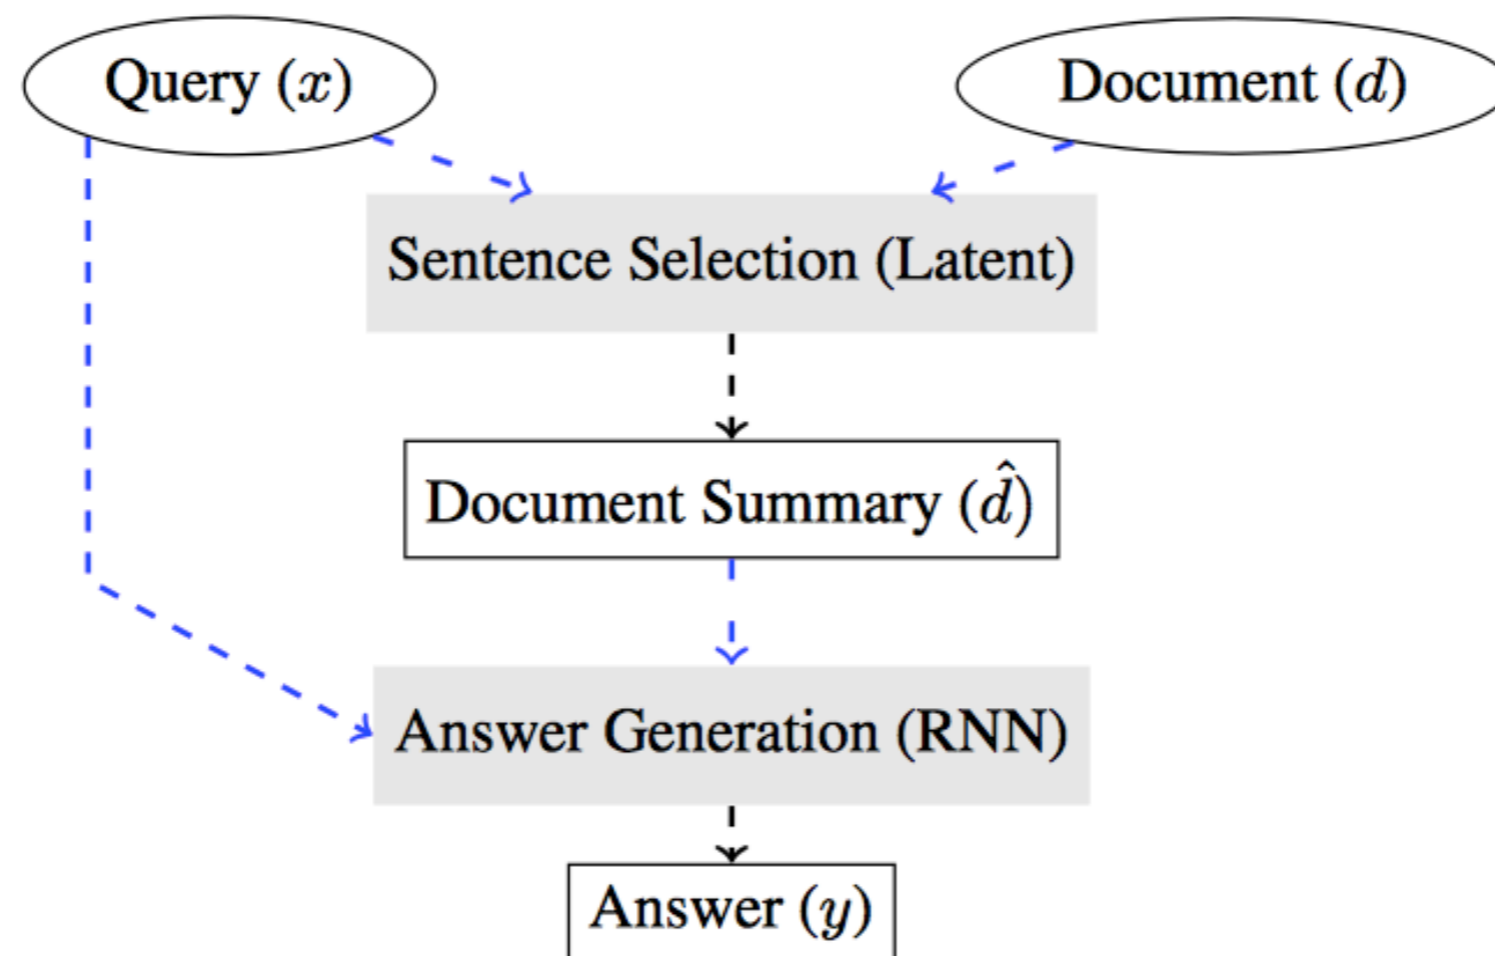 Query (x)
Document (d)
Sentence Selection (Latent)
Document Summary (d̂)
Answer Generation (RNN)
Answer (y)